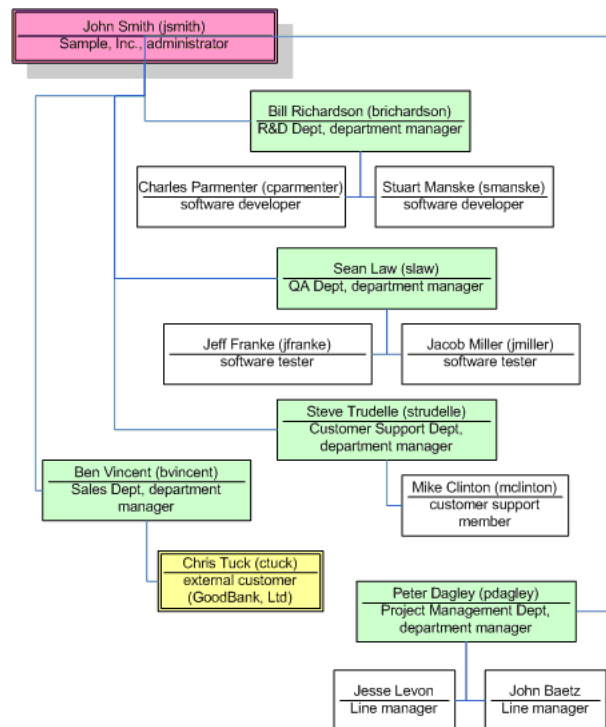 John Smith (jsmith)
Sample, Inc., administrator
Bill Richardson (brichardson)
R&D Dept, department manager
Charles Parmenter (cparmenter)
software developer
Stuart Manske (smanske)
software developer
Sean Law (slaw)
QA Dept, department manager
Jeff Franke (jfranke)
software tester
Jacob Miller (jmiller)
software tester
Steve Trudelle (strudelle)
Customer Support Dept,
department manager
Ben Vincent (bvincent)
Sales Dept, department
manager
Mike Clinton (mclinton)
customer support
member
Chris Tuck (ctuck)
external customer
(GoodBank, Ltd)
Peter Dagley (pdagley)
Project Management Dept,
department manager
Jesse Levon
Line manager
John Baetz
Line manager